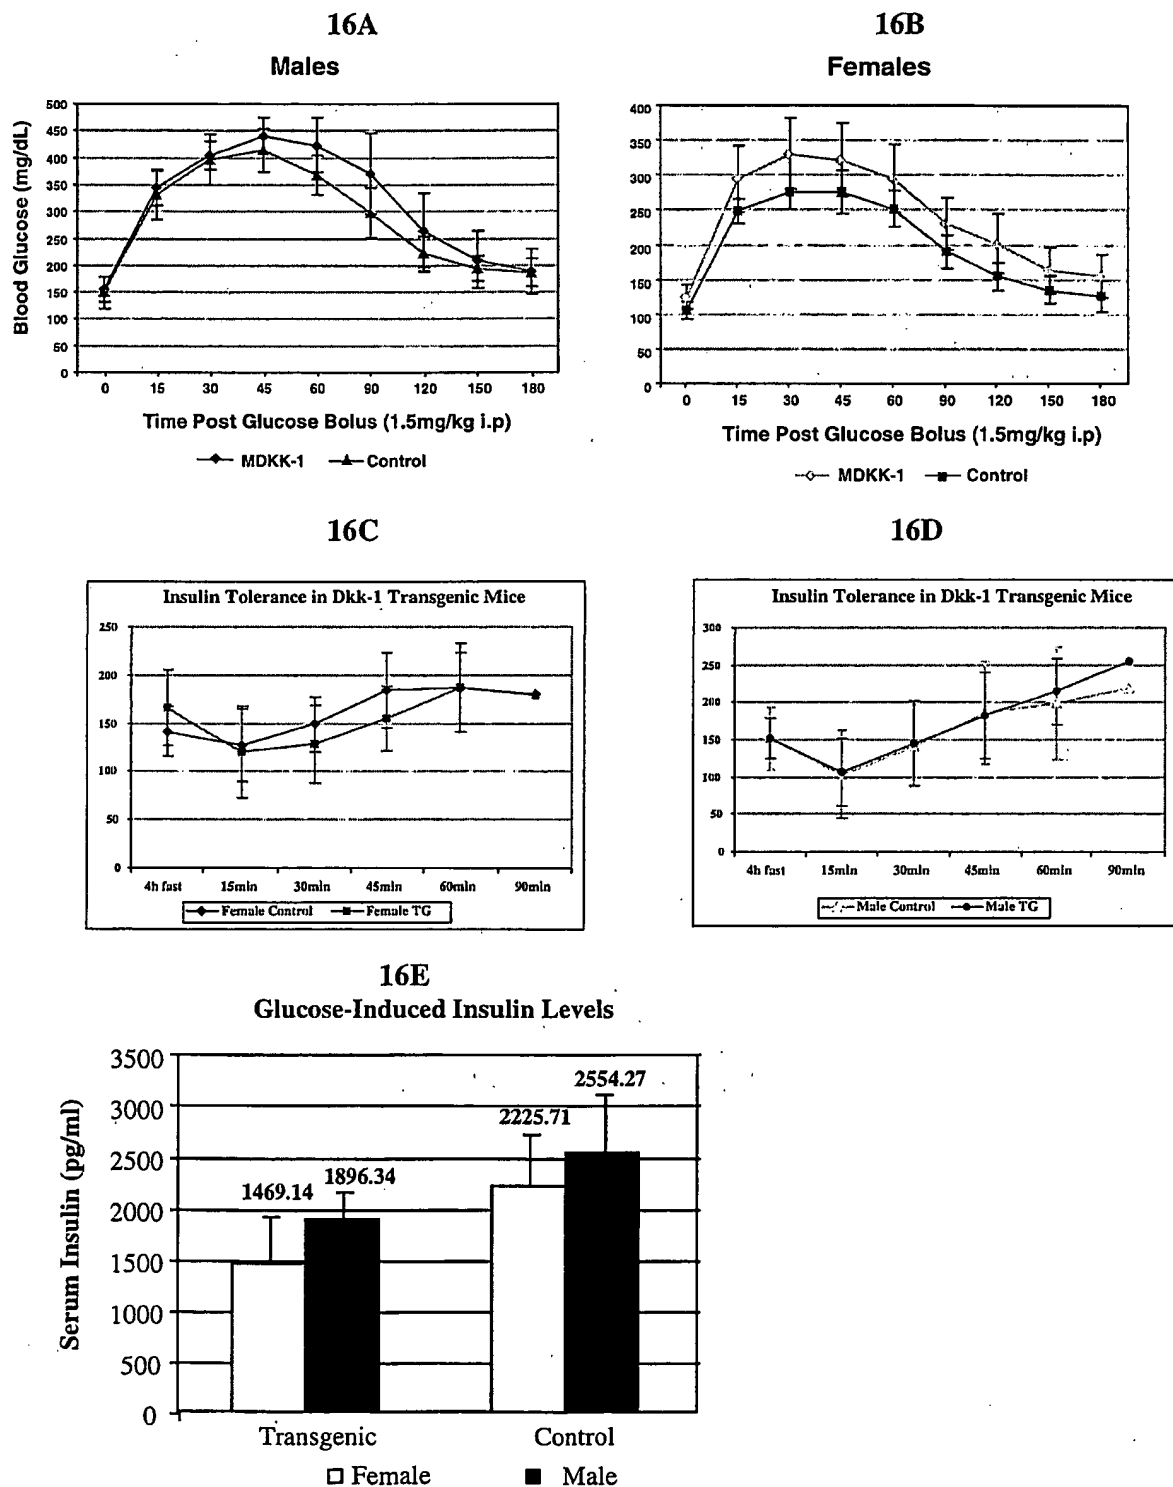 16A
Males
Blood Glucose (mg/dL)
500
450
400
350
300
250
200
150
100
50
0
0 15 30 45 60 90 120 150 180
Time Post Glucose Bolus (1.5mg/kg i.p)
MDKK-1 Control
16B
Females
400
350
300
250
200
150
100
50
0
0 15 30 45 60 90 120 150 180
Time Post Glucose Bolus (1.5mg/kg i.p)
MDKK-1 Control
16C
Insulin Tolerance in Dkk-1 Transgenic Mice
250
200
150
100
50
0
4h fast 15min 30min 45min 60min 90min
Female Control Female TG
16D
Insulin Tolerance in Dkk-1 Transgenic Mice
300
250
200
150
100
50
0
4h fast 15min 30min 45min 60min 90min
Male Control Male TG
16E
Glucose-Induced Insulin Levels
Serum Insulin (pg/ml)
3500
3000
2500
2000
1500
1000
500
0
1469.14
1896.34
2225.71
2554.27
Transgenic Control
Female Male